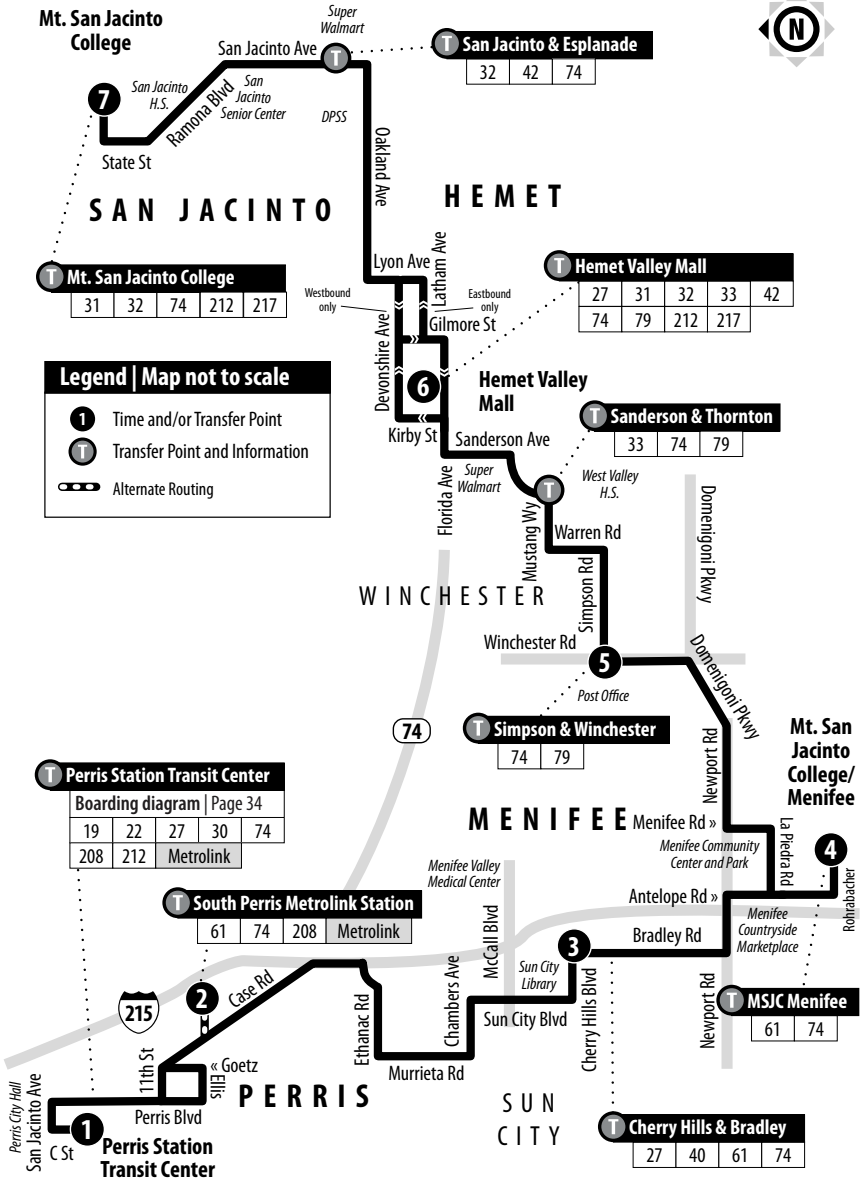 Mt. San Jacinto
College
Super
Walmart
San Jacinto Ave
T
T San Jacinto & Esplanade
32 42 74
N
7
San Jacinto
H.S.
Ramona Blvd
San
Jacinto
Senior Center
DPSS
State St
Oakland Ave
SAN JACINTO
HEMET
T Mt. San Jacinto College
31 32 74 212 217
Lyon Ave
Latham Ave
T Hemet Valley Mall
27 31 32 33 42
74 79 212 217
Westbound
only
Eastbound
only
Gilmore St
Devonshire Ave
6
Hemet Valley
Mall
Kirby St
Legend | Map not to scale
1 Time and/or Transfer Point
T Transfer Point and Information
Alternate Routing
Sanderson Ave
T Sanderson & Thornton
33 74 79
Super
Walmart
West Valley
H.S.
T
Florida Ave
Mustang Wy
Warren Rd
Domenigoni Pkwy
WINCHESTER
Simpson Rd
Winchester Rd
5
Post Office
Domenigoni Pkwy
74
T Simpson & Winchester
74 79
Newport Rd
Mt. San
Jacinto
College/
Menifee
T Perris Station Transit Center
Boarding diagram | Page 34
19 22 27 30 74
208 212 Metrolink
MENIFEE
Menifee Rd »
Menifee Community
Center and Park
La Piedra Rd
4
Rohrabacher
Menifee Valley
Medical Center
Antelope Rd »
Menifee
Countryside
Marketplace
T South Perris Metrolink Station
61 74 208 Metrolink
McCall Blvd
3
Bradley Rd
Sun City
Library
2
Case Rd
215
Ethanac Rd
Chambers Ave
Sun City Blvd
Cherry Hills Blvd
Newport Rd
T MSJC Menifee
61 74
11th St
« Goetz
Ellis
Murrieta Rd
PERRIS
Perris City Hall
San Jacinto Ave
Perris Blvd
C St
1
Perris Station
Transit Center
SUN
CITY
T Cherry Hills & Bradley
27 40 61 74